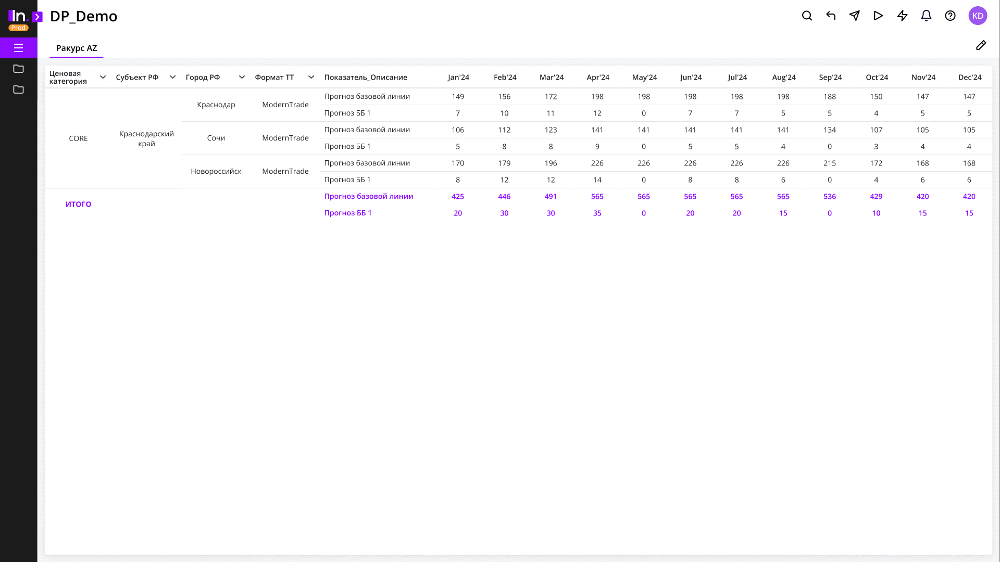 In.
Prod
DP_Demo
KD
Ракурс AZ
Ценовая
категория
Субъект РФ
Город РФ
Формат ТТ
Показатель_Описание
Jan'24
Feb'24
Mar'24
Apr'24
May'24
Jun'24
Jul'24
Aug'24
Sep'24
Oct'24
Nov'24
Dec'24
CORE
Краснодарский
край
Краснодар
ModernTrade
Прогноз базовой линии 149 156 172 198 198 198 198 198 188 150 147 147
Прогноз ББ 1 7 10 11 12 0 7 7 5 5 4 5 5
Сочи
ModernTrade
Прогноз базовой линии 106 112 123 141 141 141 141 141 134 107 105 105
Прогноз ББ 1 5 8 8 9 0 5 5 4 0 3 4 4
Новороссийск
ModernTrade
Прогноз базовой линии 170 179 196 226 226 226 226 226 215 172 168 168
Прогноз ББ 1 8 12 12 14 0 8 8 6 0 4 6 6
ИТОГО
Прогноз базовой линии 425 446 491 565 565 565 565 565 536 429 420 420
Прогноз ББ 1 20 30 30 35 0 20 20 15 0 10 15 15